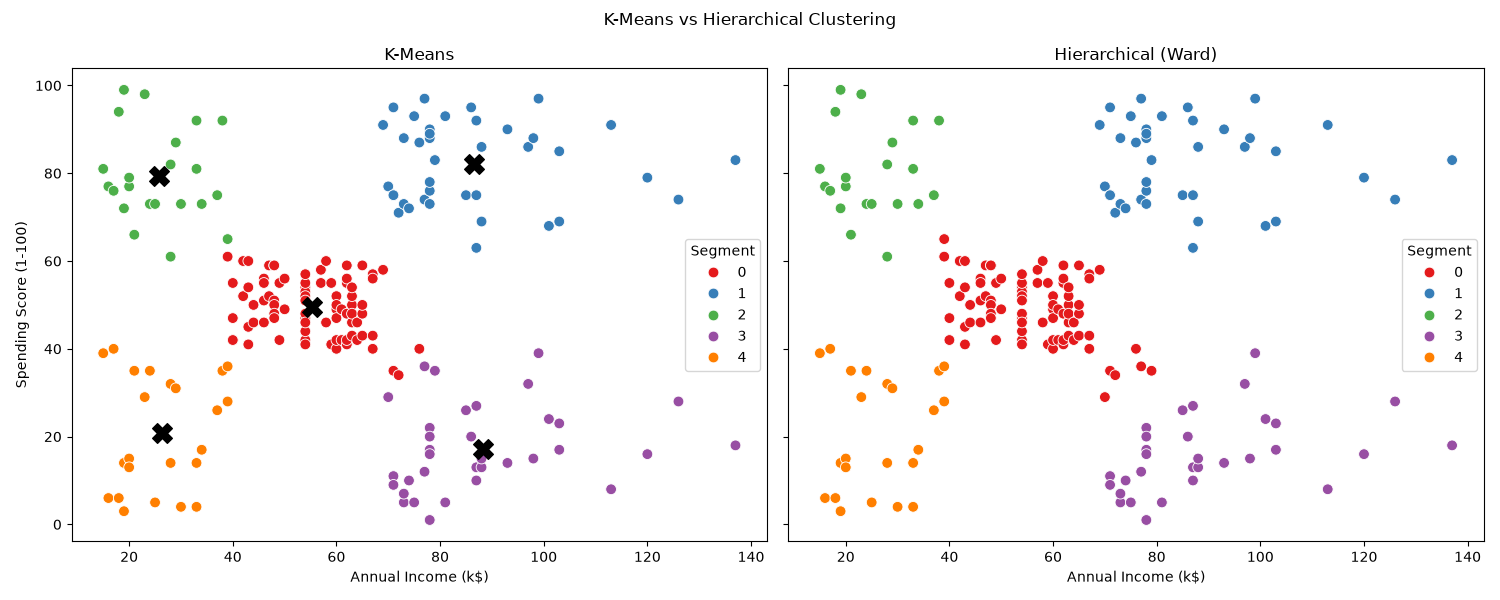 K-Means vs Hierarchical Clustering
K-Means
100
80
60
40
20
0
Spending Score (1-100)
20 40 60 80 100 120 140
Annual Income (k$)
Segment
0
1
2
3
4
Hierarchical (Ward)
20 40 60 80 100 120 140
Annual Income (k$)
Segment
0
1
2
3
4